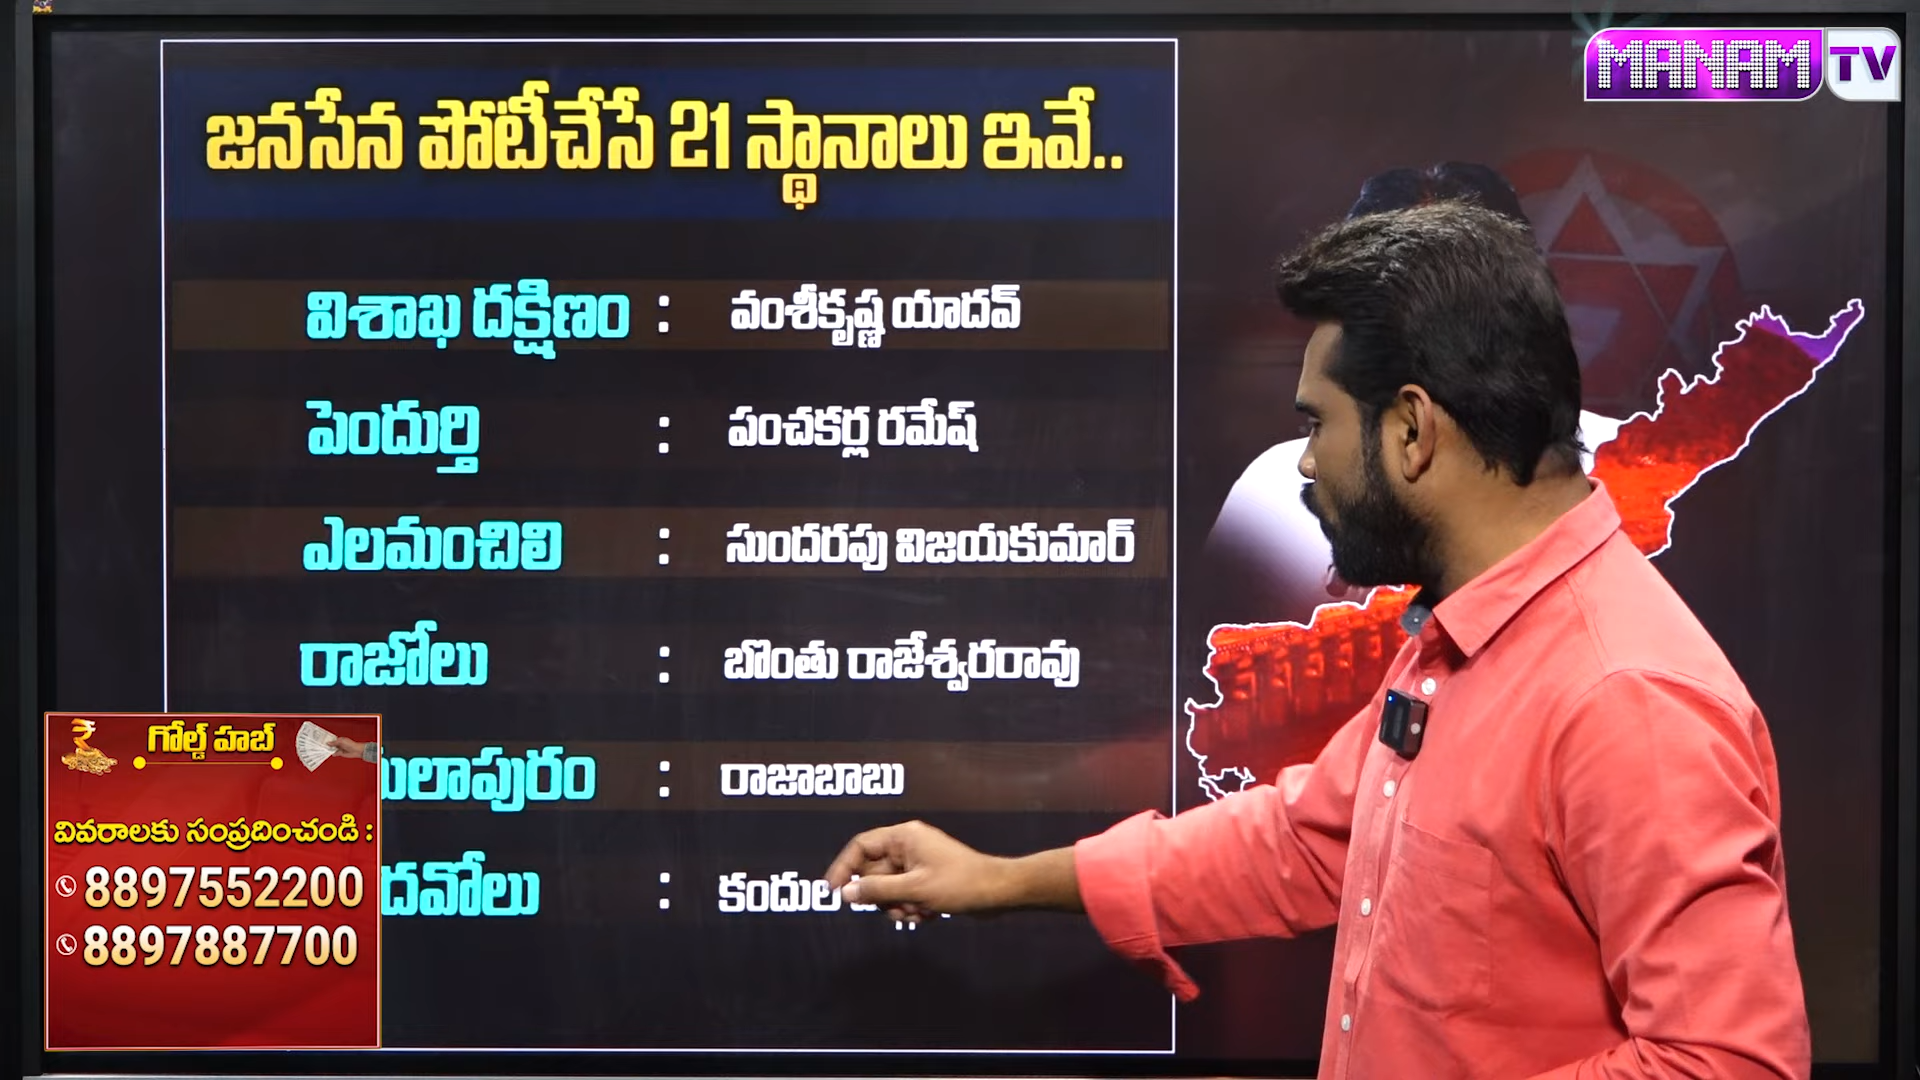 MANAM TV
జనసేన పోటీచేసే 21 స్థానాలు ఇవే..
విశాఖ దక్షిణం : వంశీకృష్ణ యాదవ్
పెందుర్తి : పంచకర్ల రమేష్
ఎలమంచిలి : సుందరపు విజయకుమార్
రాజోలు : బొంతు రాజేశ్వరరావు
: రాజాబాబు
: కందుల
గోల్డ్ హబ్
వివరాలకు సంప్రదించండి :
8897552200
8897887700